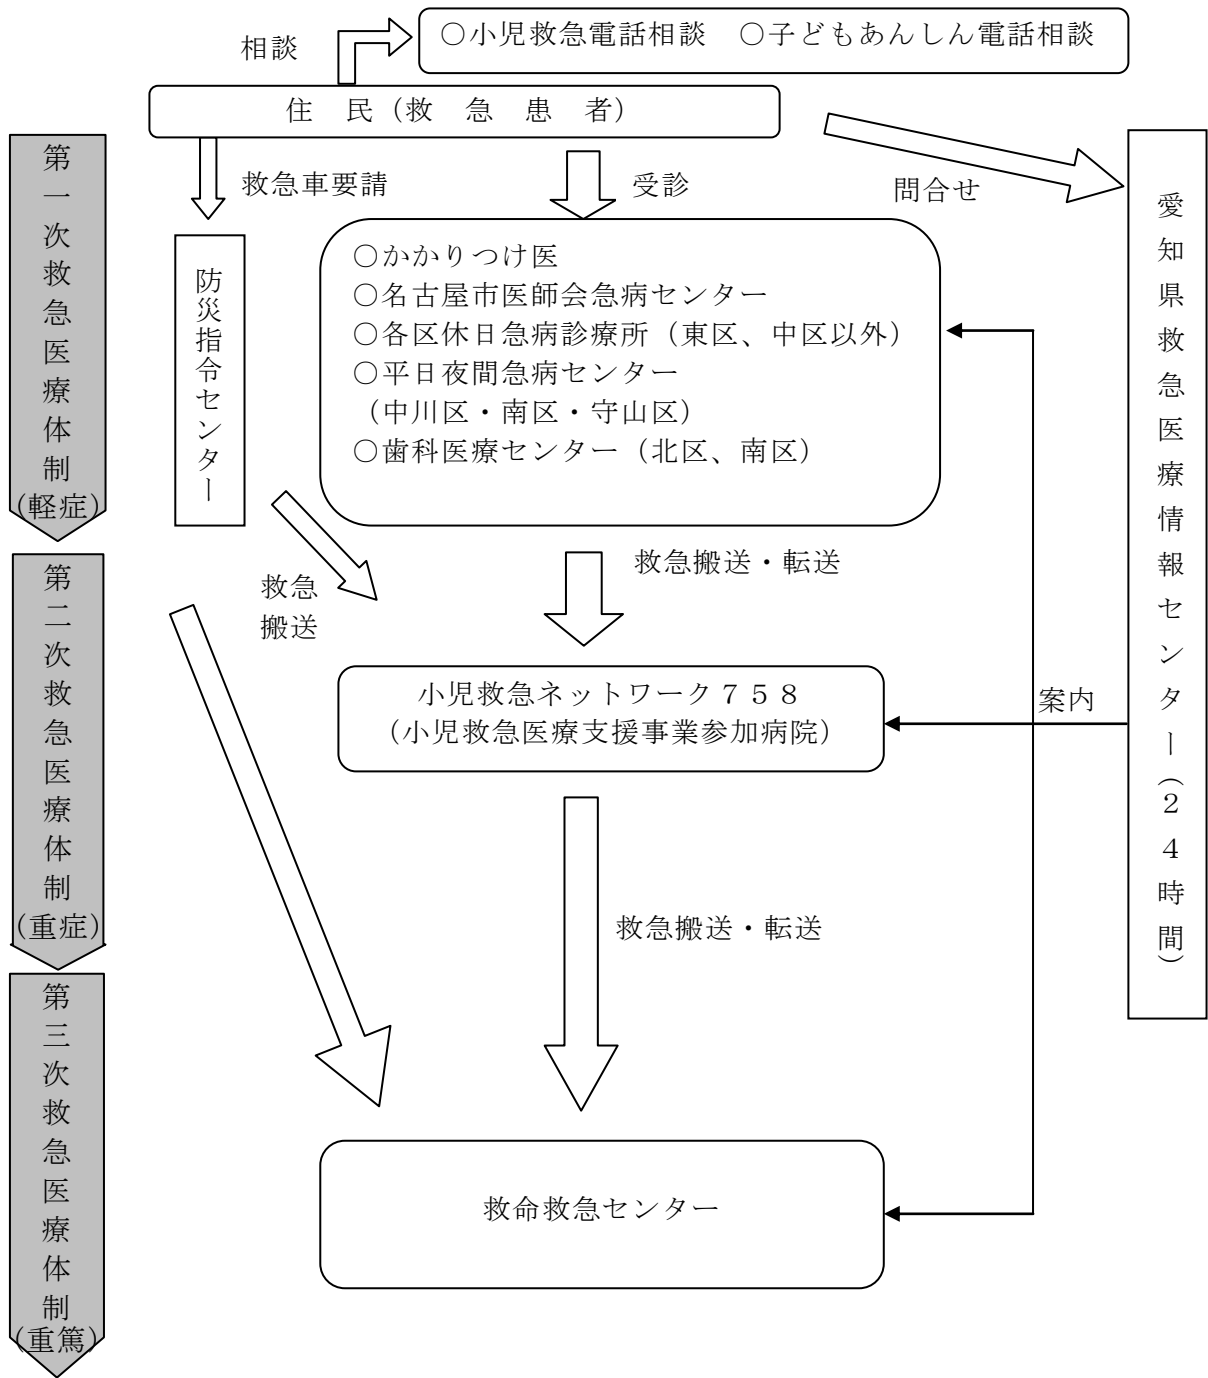 ○小児救急電話相談　○子どもあんしん電話相談
相談
住　民（救　急　患　者）
救急車要請
受診
問合せ
第一次救急医療体制
(軽症)
防災指令センター
○かかりつけ医
○名古屋市医師会急病センター
○各区休日急病診療所（東区、中区以外）
○平日夜間急病センター
（中川区・南区・守山区）
○歯科医療センター（北区、南区）
愛知県救急医療情報センター（２４時間）
救急
搬送
救急搬送・転送
第二次救急医療体制
(重症)
小児救急ネットワーク７５８
（小児救急医療支援事業参加病院）
案内
救急搬送・転送
第三次救急医療体制
(重篤)
救命救急センター